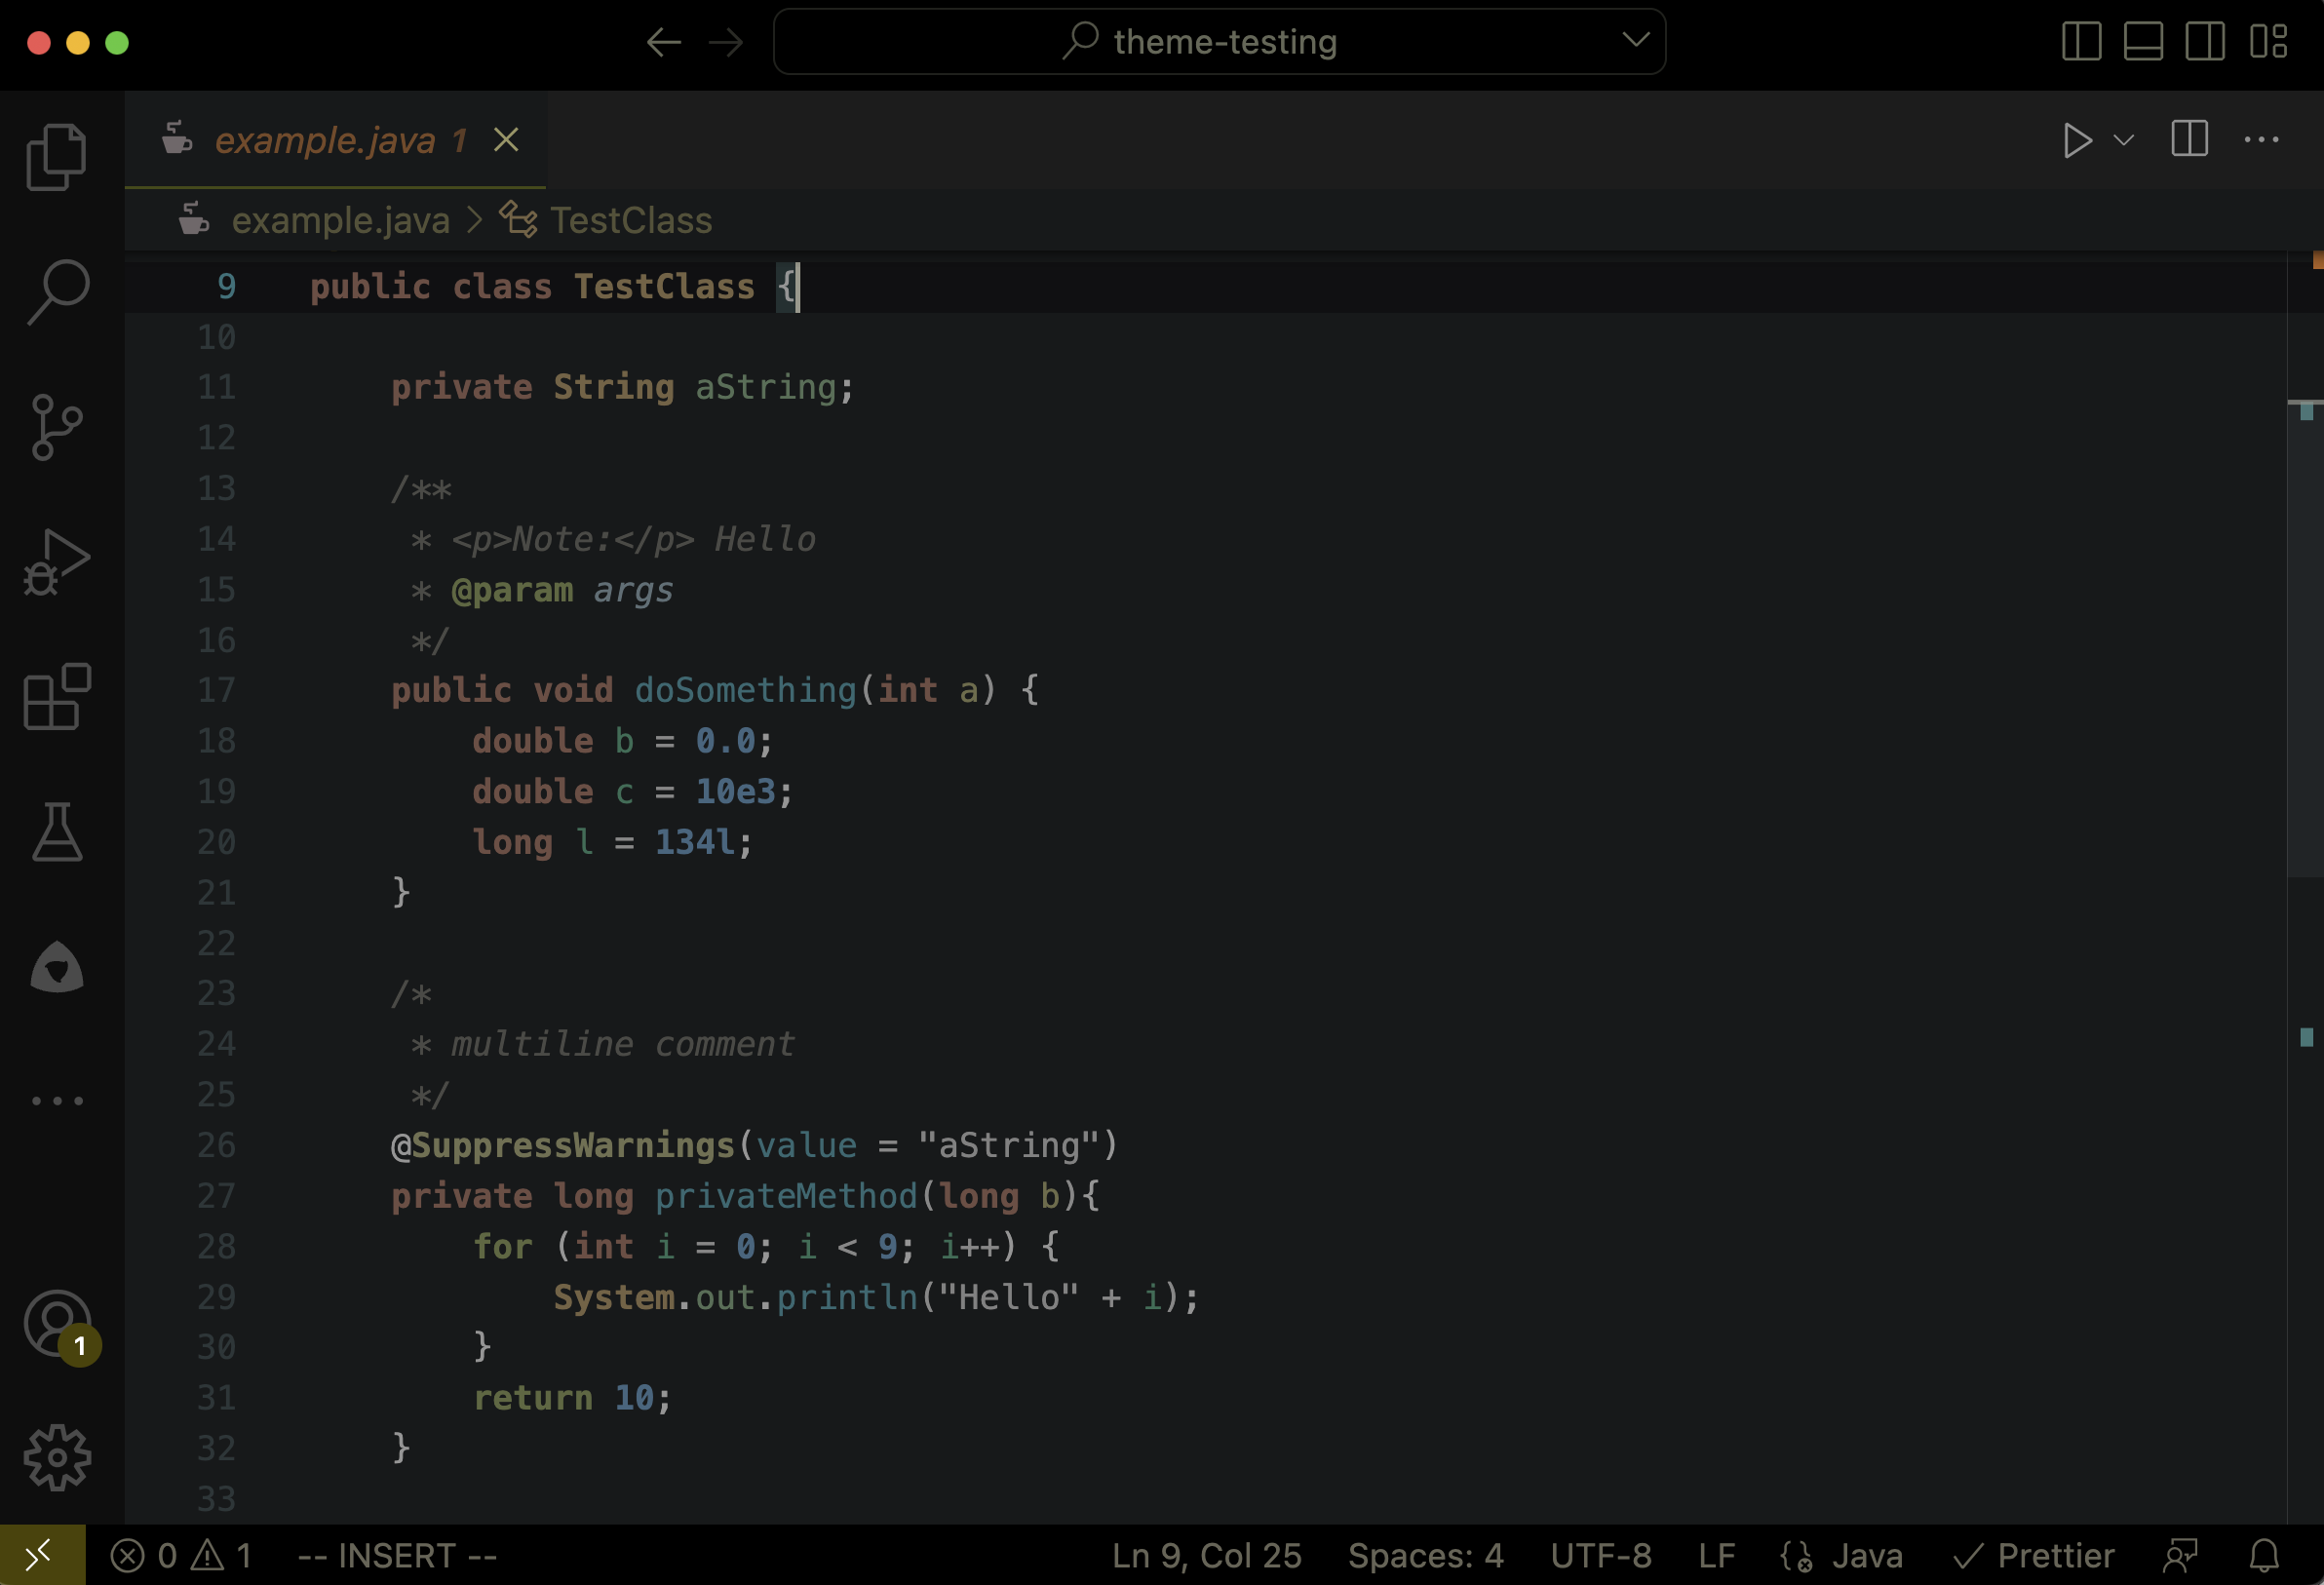 theme-testing
example.java 1
example.java > TestClass
9 public class TestClass {
10
11 private String aString;
12
13 /**
14 * <p>Note:</p> Hello
15 * @param args
16 */
17 public void doSomething(int a) {
18 double b = 0.0;
19 double c = 10e3;
20 long l = 134l;
21 }
22
23 /*
24 * multiline comment
25 */
26 @SuppressWarnings(value = "aString")
27 private long privateMethod(long b){
28 for (int i = 0; i < 9; i++) {
29 System.out.println("Hello" + i);
30 }
31 return 10;
32 }
33
1
0 1 -- INSERT -- Ln 9, Col 25 Spaces: 4 UTF-8 LF Java Prettier